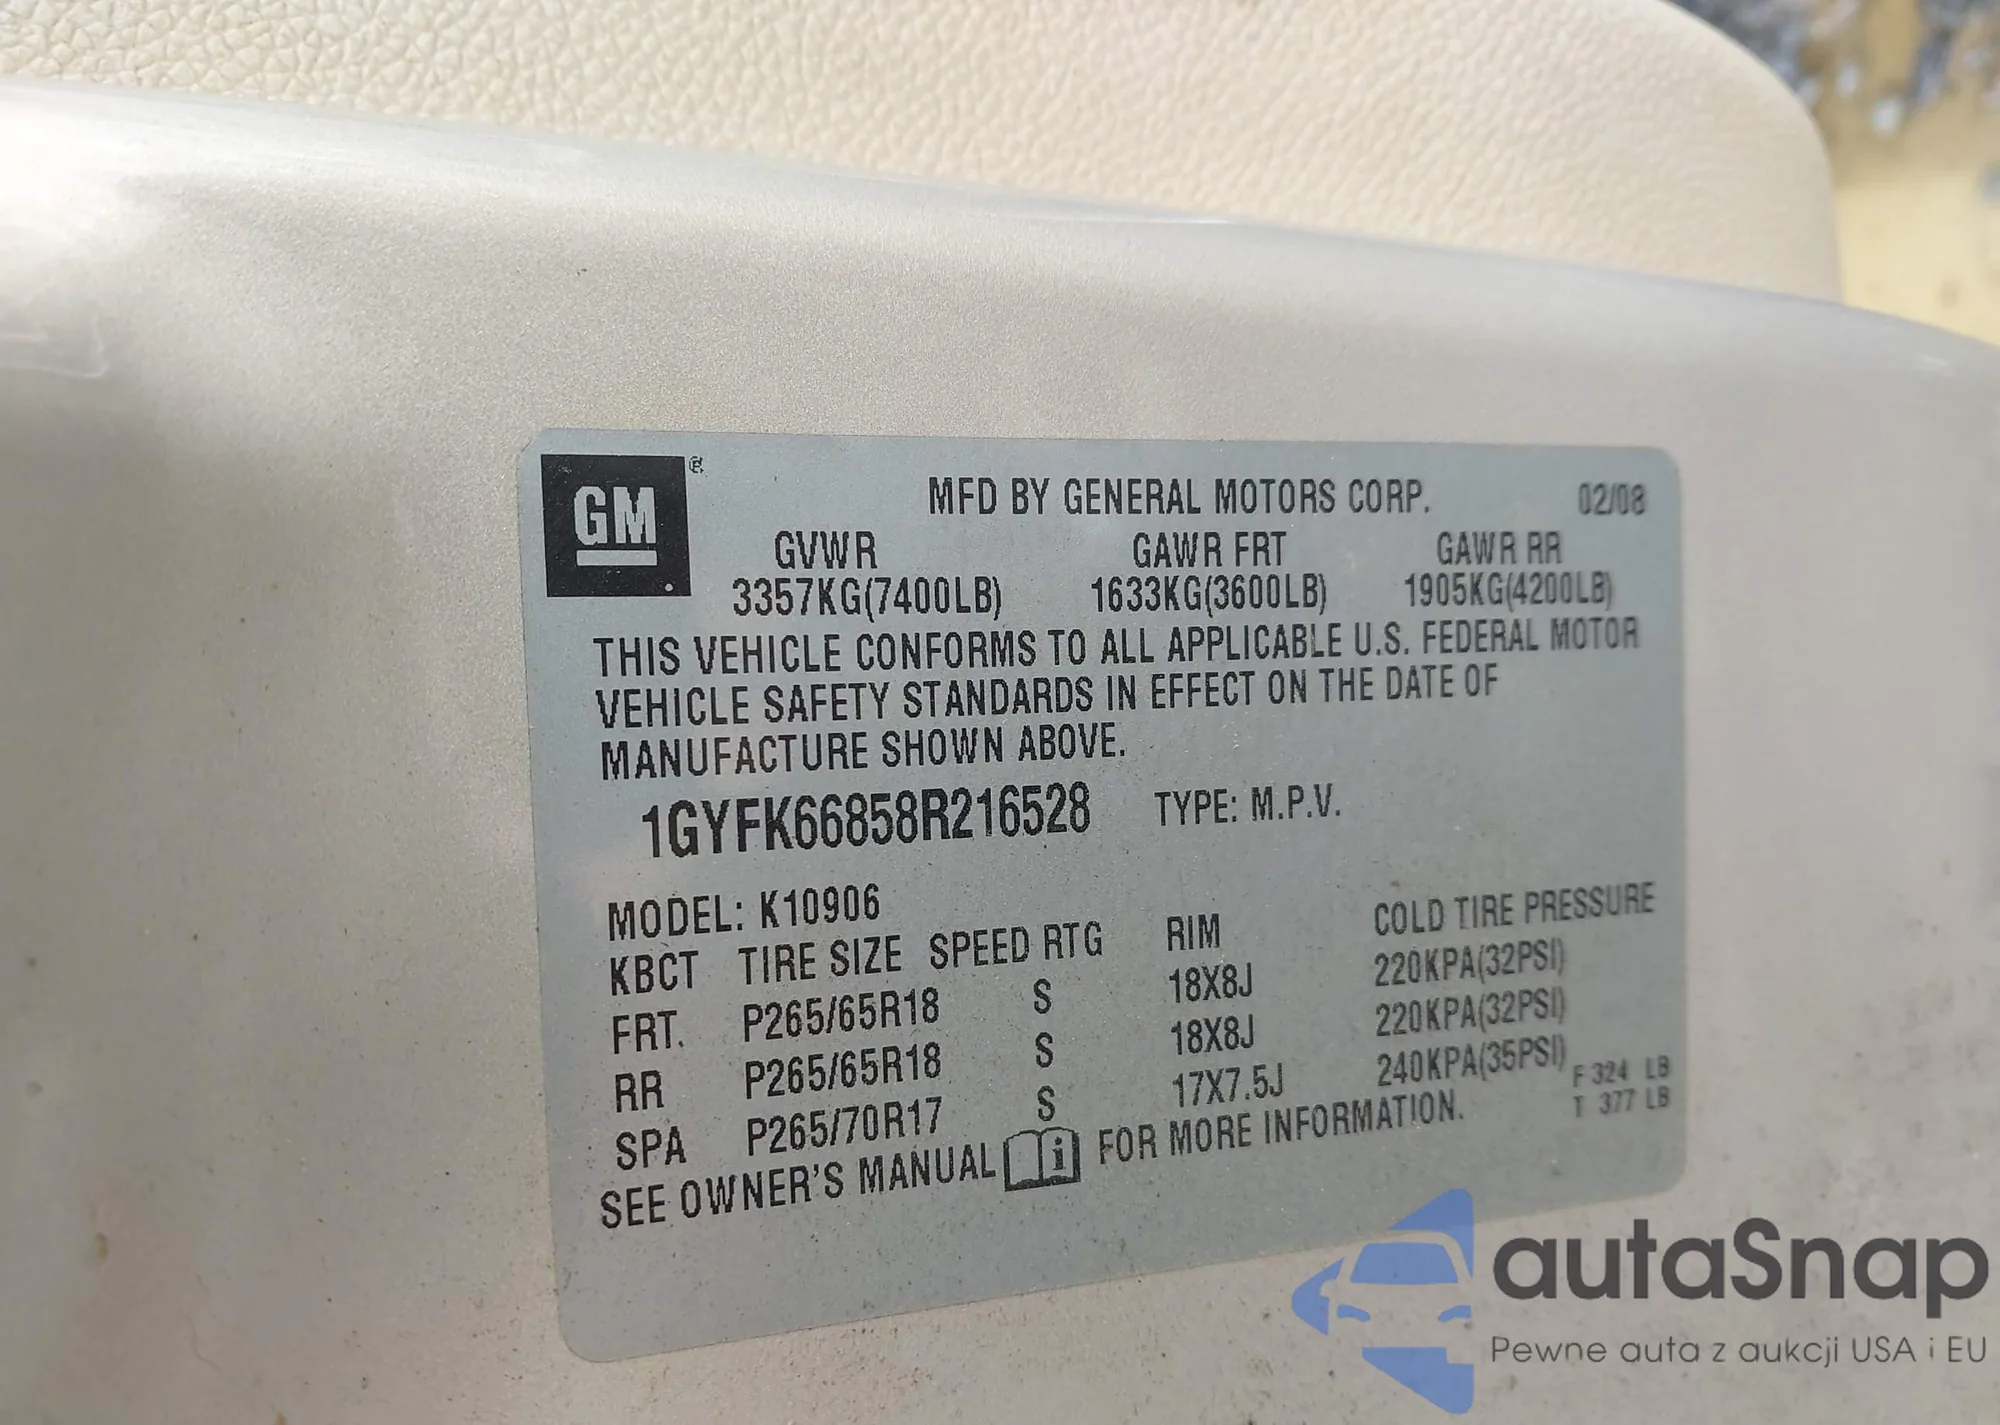 GM ®
MFD BY GENERAL MOTORS CORP. 02/08
GVWR GAWR FRT GAWR RR
3357KG(7400LB) 1633KG(3600LB) 1905KG(4200LB)
THIS VEHICLE CONFORMS TO ALL APPLICABLE U.S. FEDERAL MOTOR
VEHICLE SAFETY STANDARDS IN EFFECT ON THE DATE OF
MANUFACTURE SHOWN ABOVE.
1GYFK66858R216528 TYPE: M.P.V.
MODEL: K10906
KBCT TIRE SIZE SPEED RTG RIM COLD TIRE PRESSURE
FRT. P265/65R18 S 18X8J 220KPA(32PSI)
RR P265/65R18 S 18X8J 220KPA(32PSI)
SPA P265/70R17 S 17X7.5J 240KPA(35PSI)
F 324 LB
T 377 LB
SEE OWNER'S MANUAL i FOR MORE INFORMATION.
autaSnap
Pewne auta z aukcji USA i EU